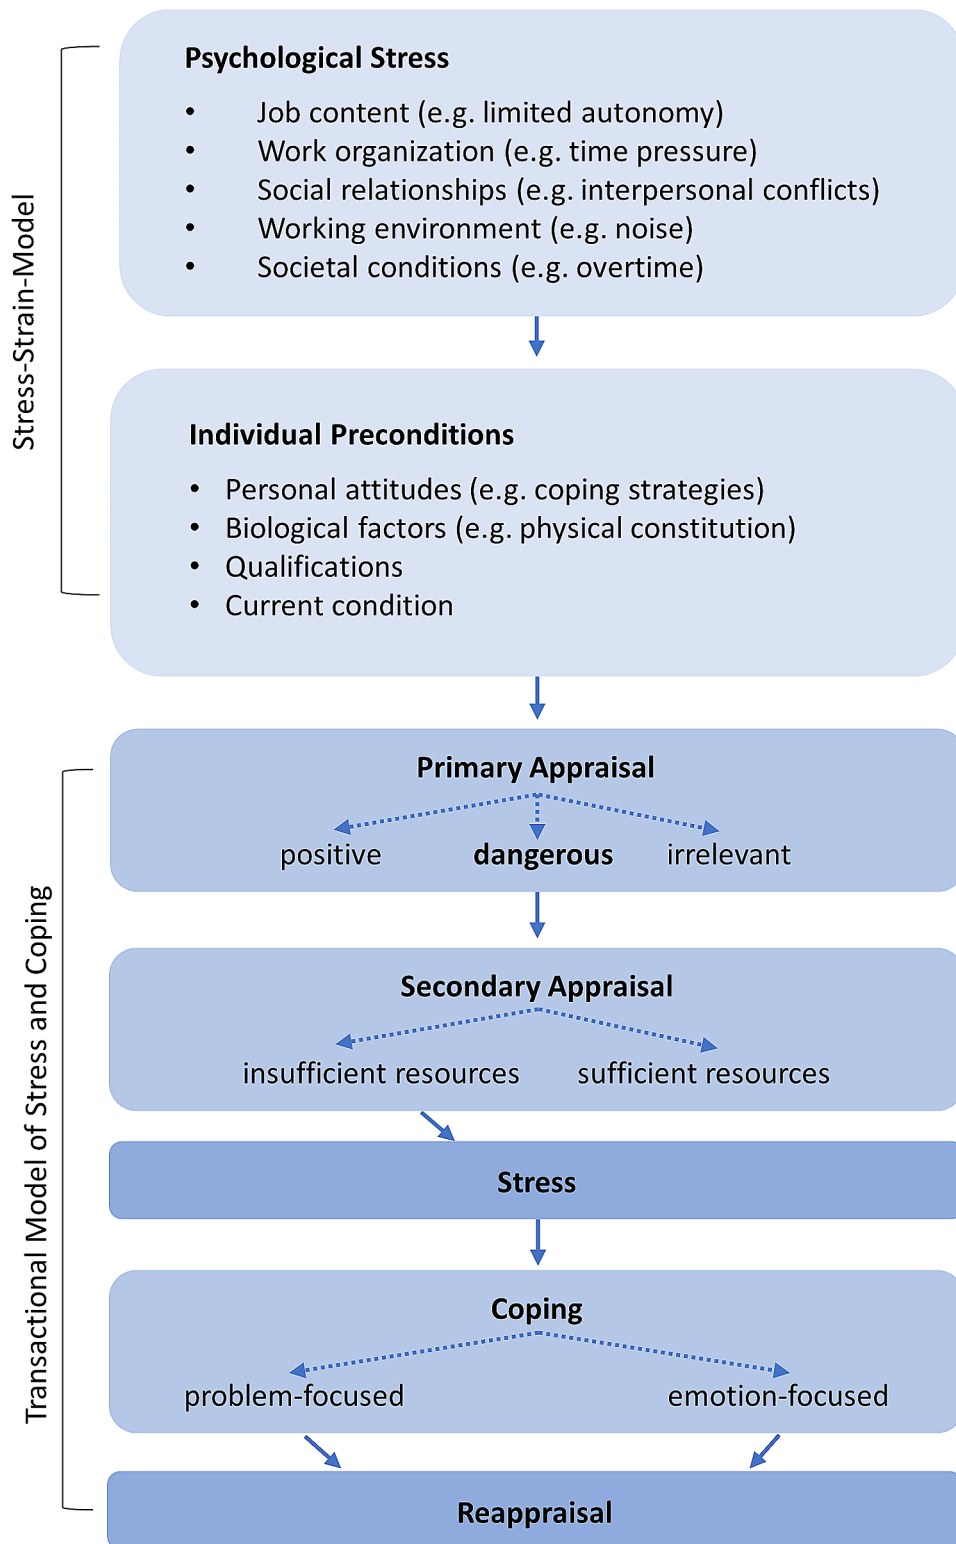 Stress-Strain-Model
Psychological Stress
• Job content (e.g. limited autonomy)
• Work organization (e.g. time pressure)
• Social relationships (e.g. interpersonal conflicts)
• Working environment (e.g. noise)
• Societal conditions (e.g. overtime)
Individual Preconditions
• Personal attitudes (e.g. coping strategies)
• Biological factors (e.g. physical constitution)
• Qualifications
• Current condition
Transactional Model of Stress and Coping
Primary Appraisal
positive dangerous irrelevant
Secondary Appraisal
insufficient resources sufficient resources
Stress
Coping
problem-focused emotion-focused
Reappraisal